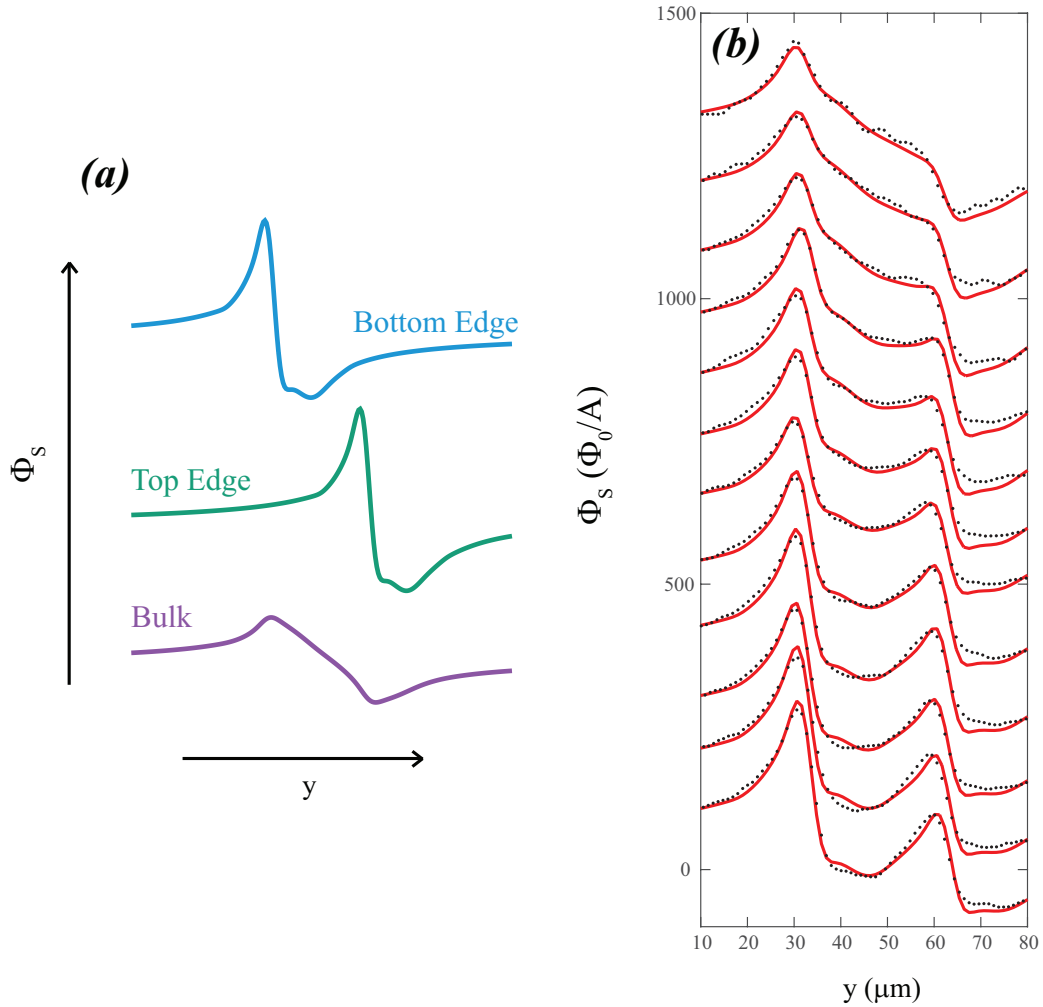 (a)
Bottom Edge
Top Edge
Bulk
Φ_S
y
(b)
1500
1000
500
0
Φ_S (Φ_0/A)
10 20 30 40 50 60 70 80
y (μm)